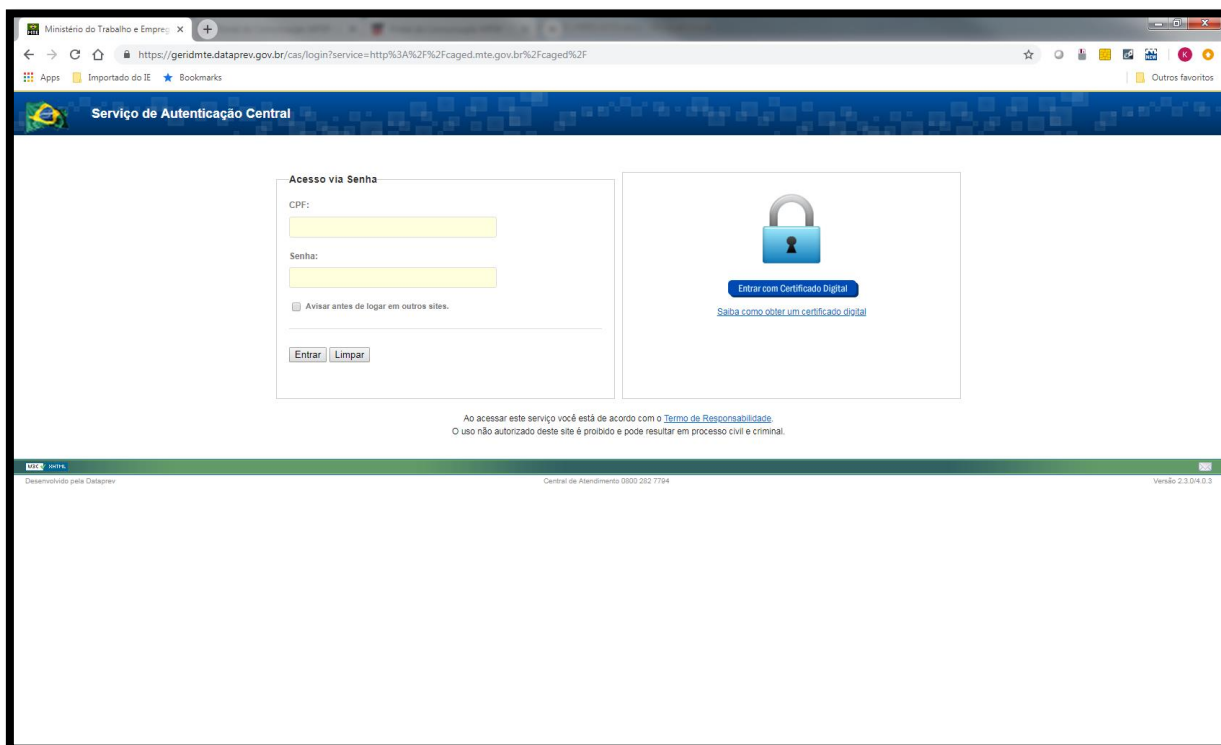 Ministério do Trabalho e Empreg
https://geridmte.dataprev.gov.br/cas/login?service=http%3A%2F%2Fcaged.mte.gov.br%2Fcaged%2F
K
NEW
Apps Importado do IE Bookmarks Outros favoritos
Serviço de Autenticação Central
Acesso via Senha
CPF:
Senha:
Avisar antes de logar em outros sites.
Entrar Limpar
Entrar com Certificado Digital
Saiba como obter um certificado digital
Ao acessar este serviço você está de acordo com o Termo de Responsabilidade.
O uso não autorizado deste site é proibido e pode resultar em processo civil e criminal.
W3C XHTML
Desenvolvido pela Dataprev Central de Atendimento 0800 282 7794 Versão 2.3.0/4.0.3